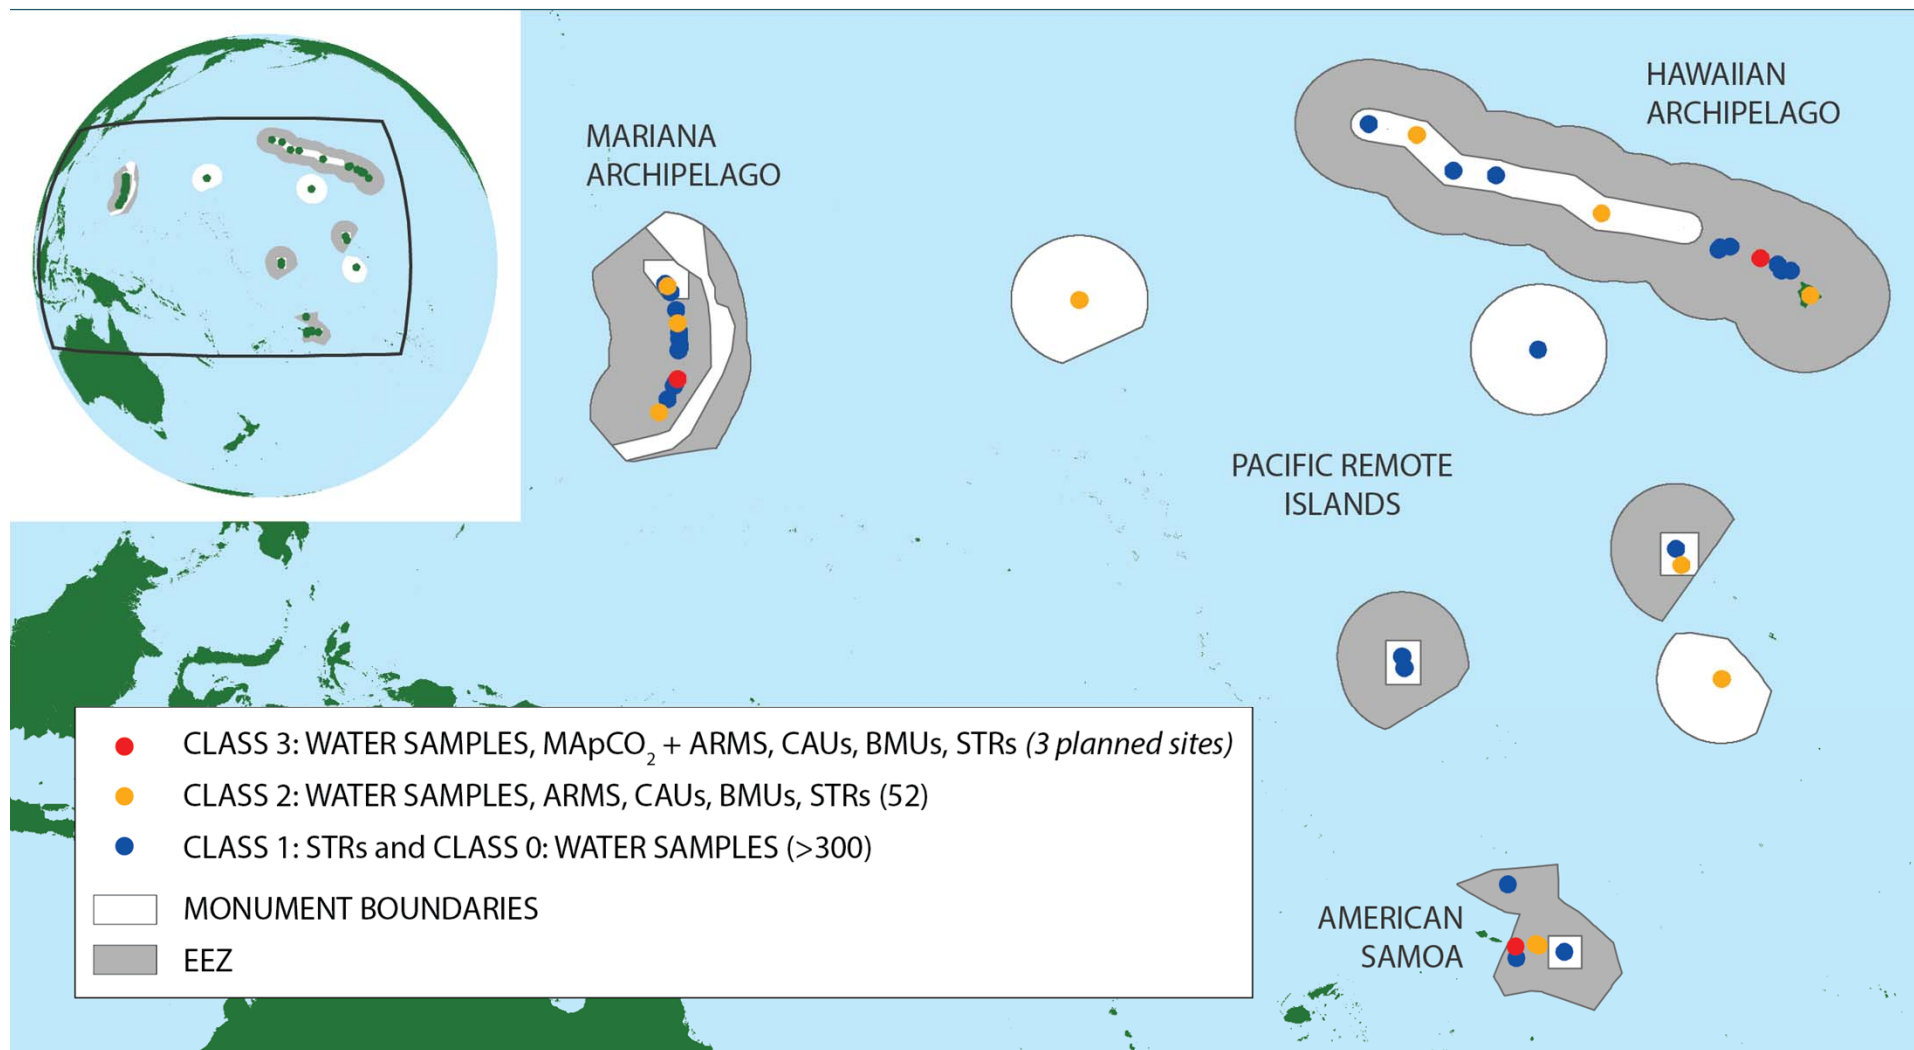 MARIANA
ARCHIPELAGO
HAWAIIAN
ARCHIPELAGO
PACIFIC REMOTE
ISLANDS
AMERICAN
SAMOA
CLASS 3: WATER SAMPLES, MApCO₂ + ARMS, CAUs, BMUs, STRs (3 planned sites)
CLASS 2: WATER SAMPLES, ARMS, CAUs, BMUs, STRs (52)
CLASS 1: STRs and CLASS 0: WATER SAMPLES (>300)
MONUMENT BOUNDARIES
EEZ